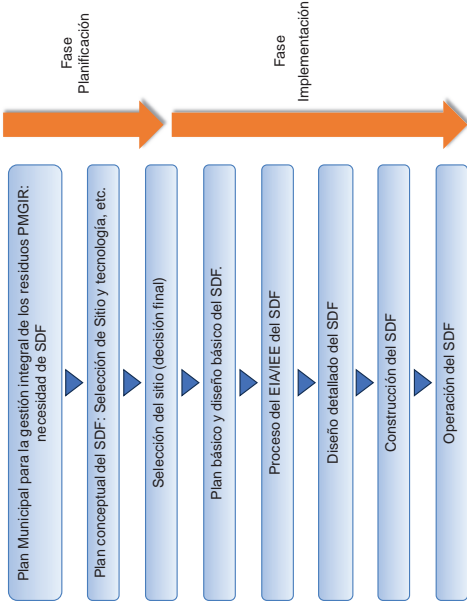 Plan Municipal para la gestión integral de los residuos PMGIR:
necesidad de SDF
Plan conceptual del SDF: Selección de Sitio y tecnología, etc.
Selección del sitio (decisión final)
Plan básico y diseño básico del SDF.
Proceso del EIA/IEE del SDF
Diseño detallado del SDF
Construcción del SDF
Operación del SDF
Fase
Planificación
Fase
Implementación